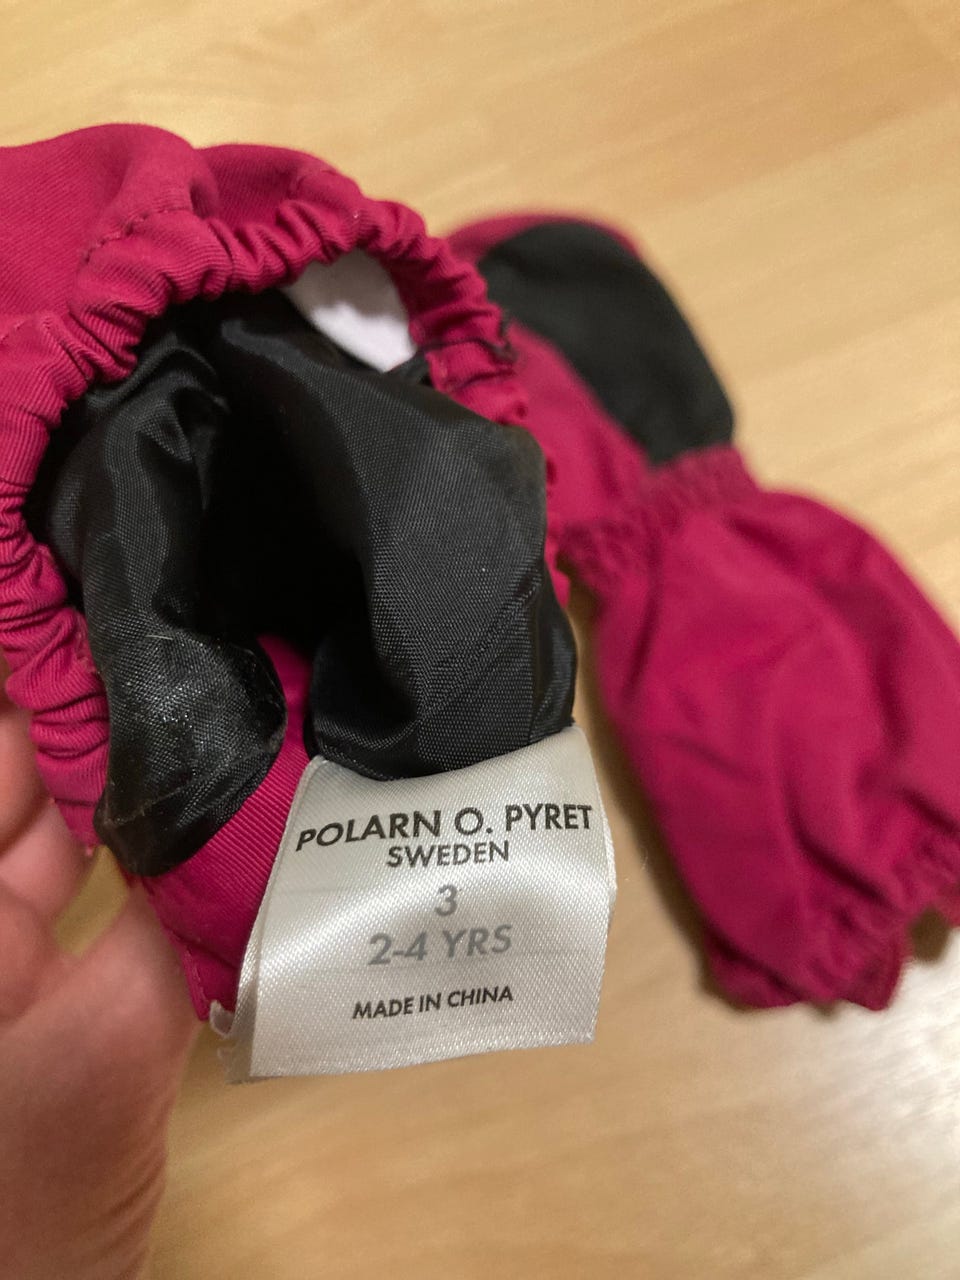 POLARN O. PYRET
SWEDEN
3
2-4 YRS
MADE IN CHINA